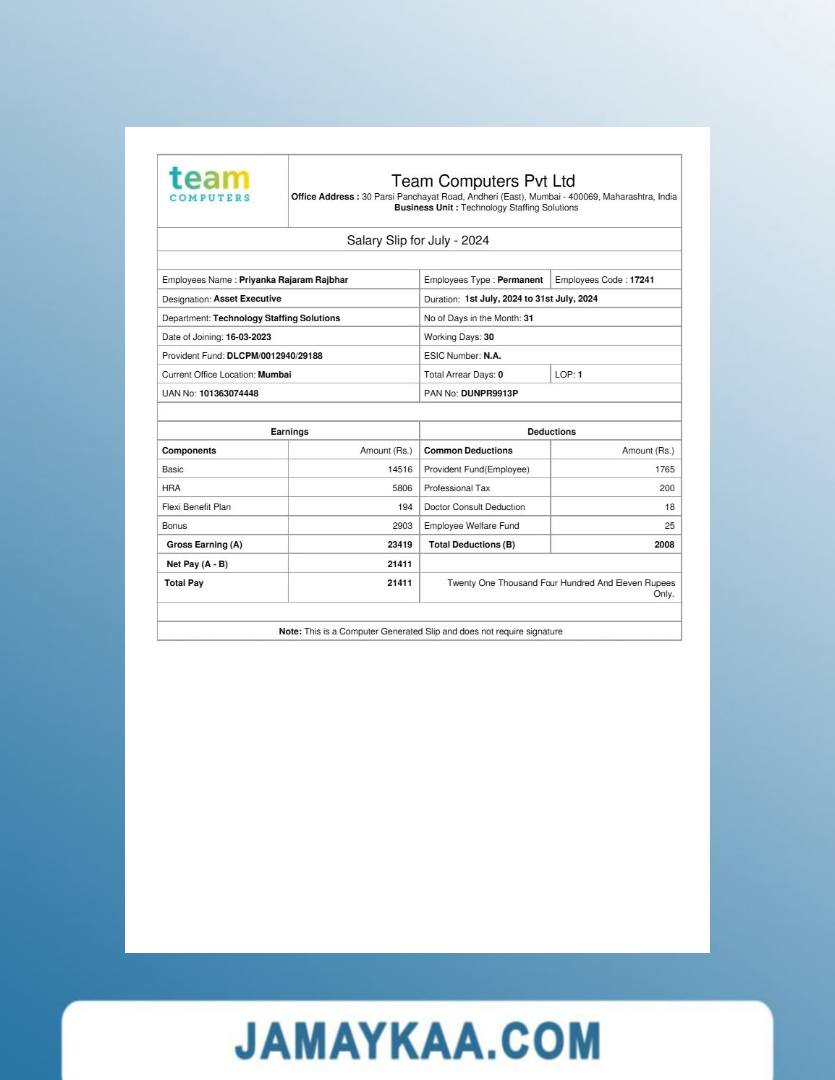 team
COMPUTERS
Team Computers Pvt Ltd
Office Address : 30 Parsi Panchayat Road, Andheri (East), Mumbai - 400069, Maharashtra, India
Business Unit : Technology Staffing Solutions
Salary Slip for July - 2024
Employees Name : Priyanka Rajaram Rajbhar Employees Type : Permanent Employees Code : 17241
Designation: Asset Executive Duration: 1st July, 2024 to 31st July, 2024
Department: Technology Staffing Solutions No of Days in the Month: 31
Date of Joining: 16-03-2023 Working Days: 30
Provident Fund: DLCPM/0012940/29188 ESIC Number: N.A.
Current Office Location: Mumbai Total Arrear Days: 0 LOP: 1
UAN No: 101363074448 PAN No: DUNPR9913P
Earnings Deductions
Components Amount (Rs.) Common Deductions Amount (Rs.)
Basic 14516 Provident Fund(Employee) 1765
HRA 5806 Professional Tax 200
Flexi Benefit Plan 194 Doctor Consult Deduction 18
Bonus 2903 Employee Welfare Fund 25
Gross Earning (A) 23419 Total Deductions (B) 2008
Net Pay (A - B) 21411
Total Pay 21411 Twenty One Thousand Four Hundred And Eleven Rupees
Only.
Note: This is a Computer Generated Slip and does not require signature
JAMAYKAA.COM